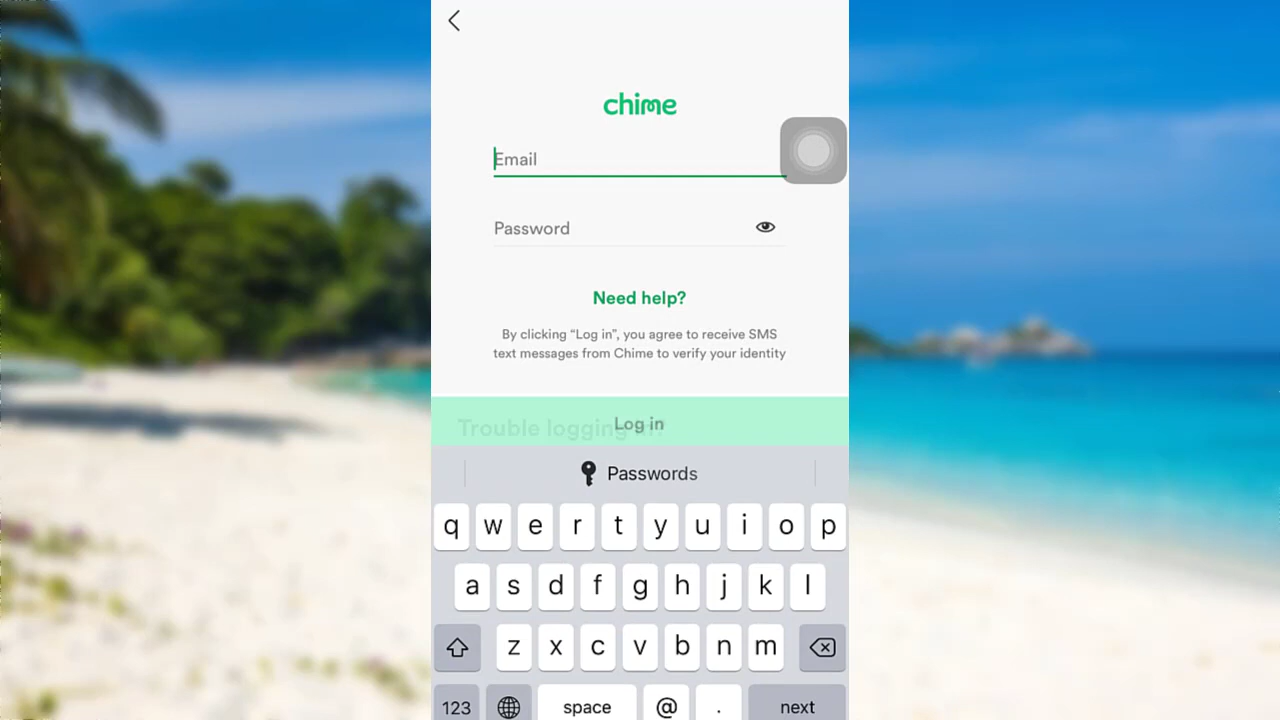 chime
Email
Password
Need help?
By clicking “Log in”, you agree to receive SMS
text messages from Chime to verify your identity
Trouble logging in?
Log in
Passwords
q w e r t y u i o p
a s d f g h j k l
z x c v b n m
123 space @ . next